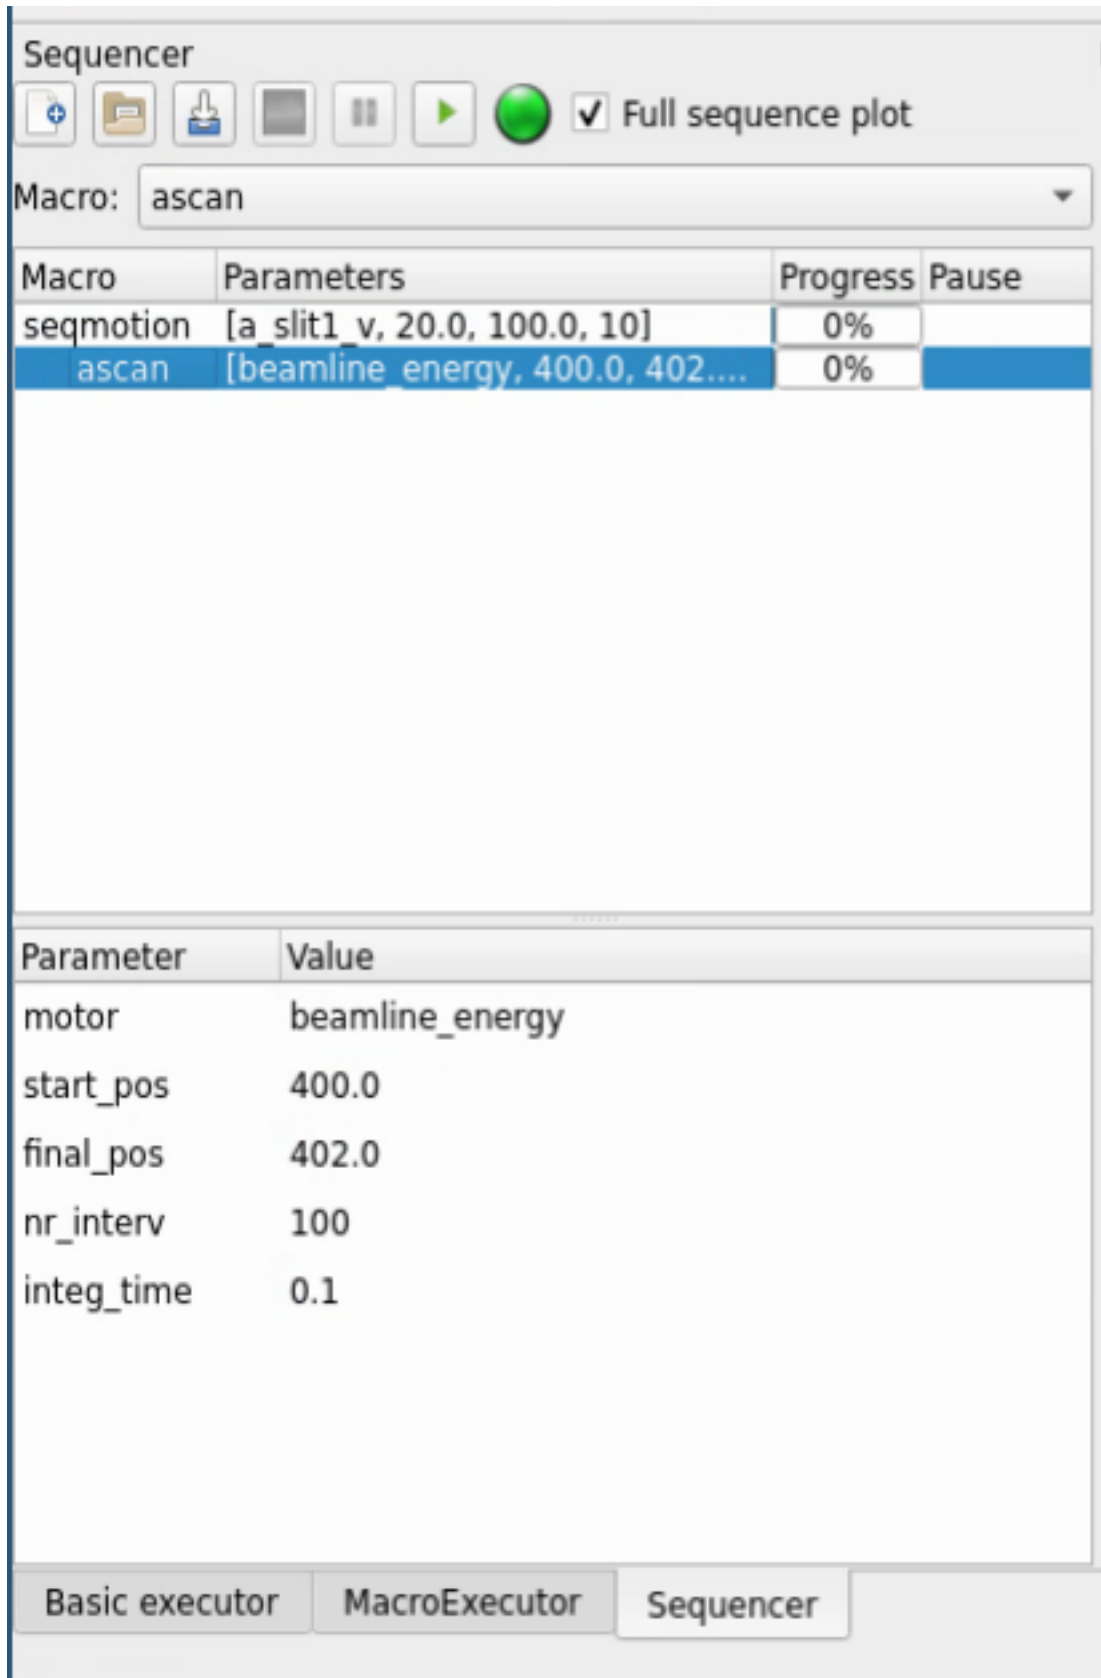 Sequencer
Full sequence plot
Macro: ascan
Macro Parameters Progress Pause
seqmotion [a_slit1_v, 20.0, 100.0, 10] 0%
ascan [beamline_energy, 400.0, 402.... 0%
Parameter Value
motor beamline_energy
start_pos 400.0
final_pos 402.0
nr_interv 100
integ_time 0.1
Basic executor MacroExecutor Sequencer